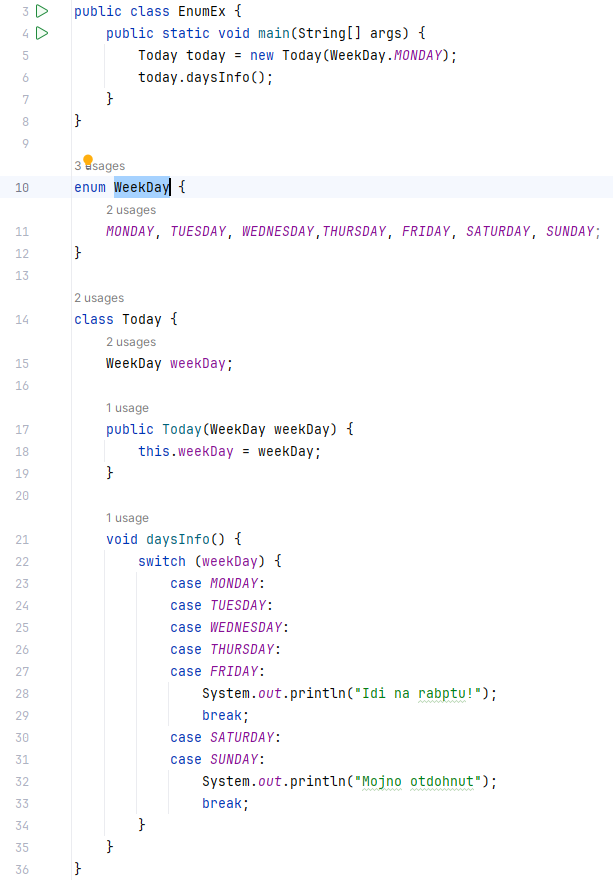 3 public class EnumEx {
4 public static void main(String[] args) {
5 Today today = new Today(WeekDay.MONDAY);
6 today.daysInfo();
7 }
8 }
9
3 usages
10 enum WeekDay {
2 usages
11 MONDAY, TUESDAY, WEDNESDAY,THURSDAY, FRIDAY, SATURDAY, SUNDAY;
12 }
13
2 usages
14 class Today {
2 usages
15 WeekDay weekDay;
16
1 usage
17 public Today(WeekDay weekDay) {
18 this.weekDay = weekDay;
19 }
20
1 usage
21 void daysInfo() {
22 switch (weekDay) {
23 case MONDAY:
24 case TUESDAY:
25 case WEDNESDAY:
26 case THURSDAY:
27 case FRIDAY:
28 System.out.println("Idi na rabptu!");
29 break;
30 case SATURDAY:
31 case SUNDAY:
32 System.out.println("Mojno otdohnut");
33 break;
34 }
35 }
36 }